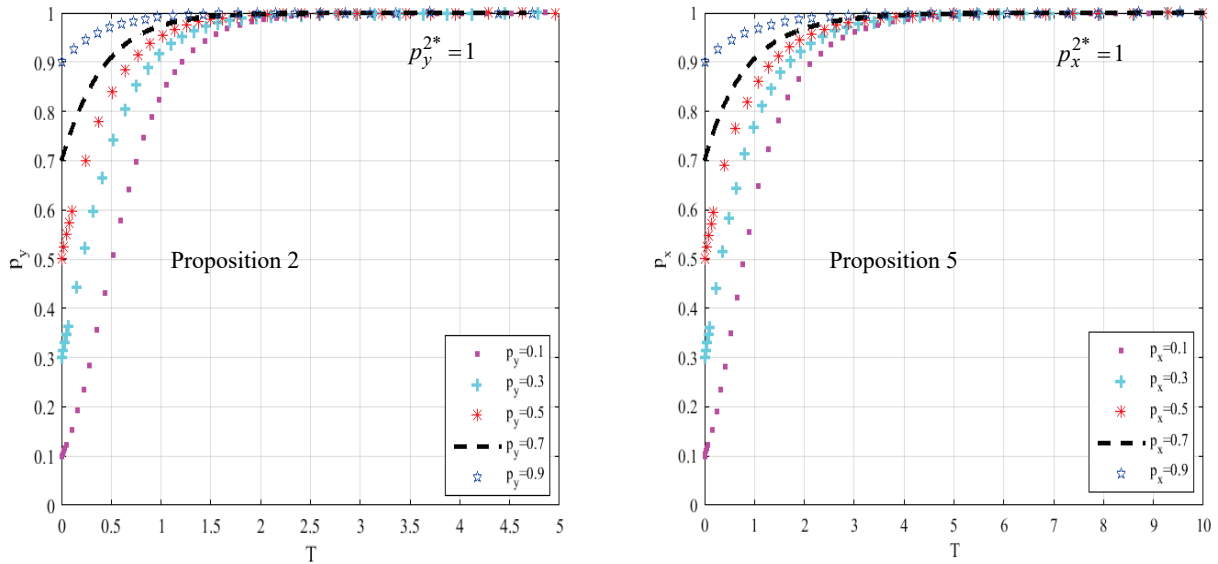 1
0.9
0.8
0.7
0.6
0.5
0.4
0.3
0.2
0.1
0
p_y
p_y^{2*} = 1
Proposition 2
p_y=0.1
p_y=0.3
p_y=0.5
p_y=0.7
p_y=0.9
0 0.5 1 1.5 2 2.5 3 3.5 4 4.5 5
T
1
0.9
0.8
0.7
0.6
0.5
0.4
0.3
0.2
0.1
0
p_x
p_x^{2*} = 1
Proposition 5
p_x=0.1
p_x=0.3
p_x=0.5
p_x=0.7
p_x=0.9
0 1 2 3 4 5 6 7 8 9 10
T